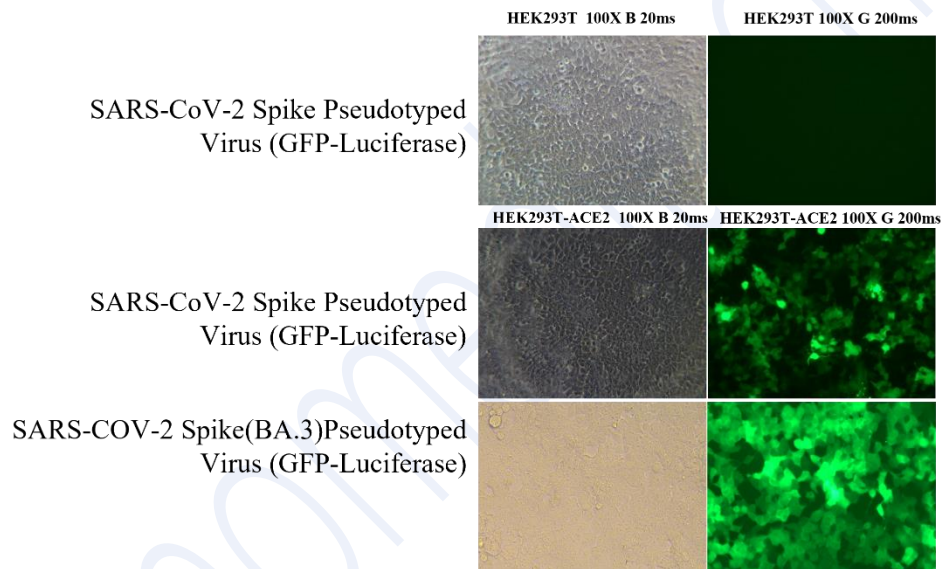 HEK293T 100X B 20ms
HEK293T 100X G 200ms
SARS-CoV-2 Spike Pseudotyped
Virus (GFP-Luciferase)
HEK293T-ACE2 100X B 20ms
HEK293T-ACE2 100X G 200ms
SARS-CoV-2 Spike Pseudotyped
Virus (GFP-Luciferase)
SARS-COV-2 Spike(BA.3)Pseudotyped
Virus (GFP-Luciferase)